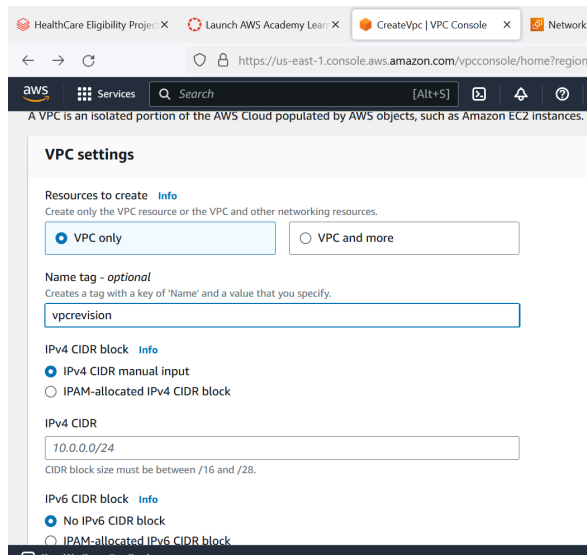 HealthCare Eligibility Projec
Launch AWS Academy Learn
CreateVpc | VPC Console
Network
https://us-east-1.console.aws.amazon.com/vpcconsole/home?region
aws Services Search [Alt+S]
A VPC is an isolated portion of the AWS Cloud populated by AWS objects, such as Amazon EC2 instances.
VPC settings
Resources to create Info
Create only the VPC resource or the VPC and other networking resources.
VPC only
VPC and more
Name tag - optional
Creates a tag with a key of 'Name' and a value that you specify.
vpcrevision
IPv4 CIDR block Info
IPv4 CIDR manual input
IPAM-allocated IPv4 CIDR block
IPv4 CIDR
10.0.0.0/24
CIDR block size must be between /16 and /28.
IPv6 CIDR block Info
No IPv6 CIDR block
IPAM-allocated IPv6 CIDR block